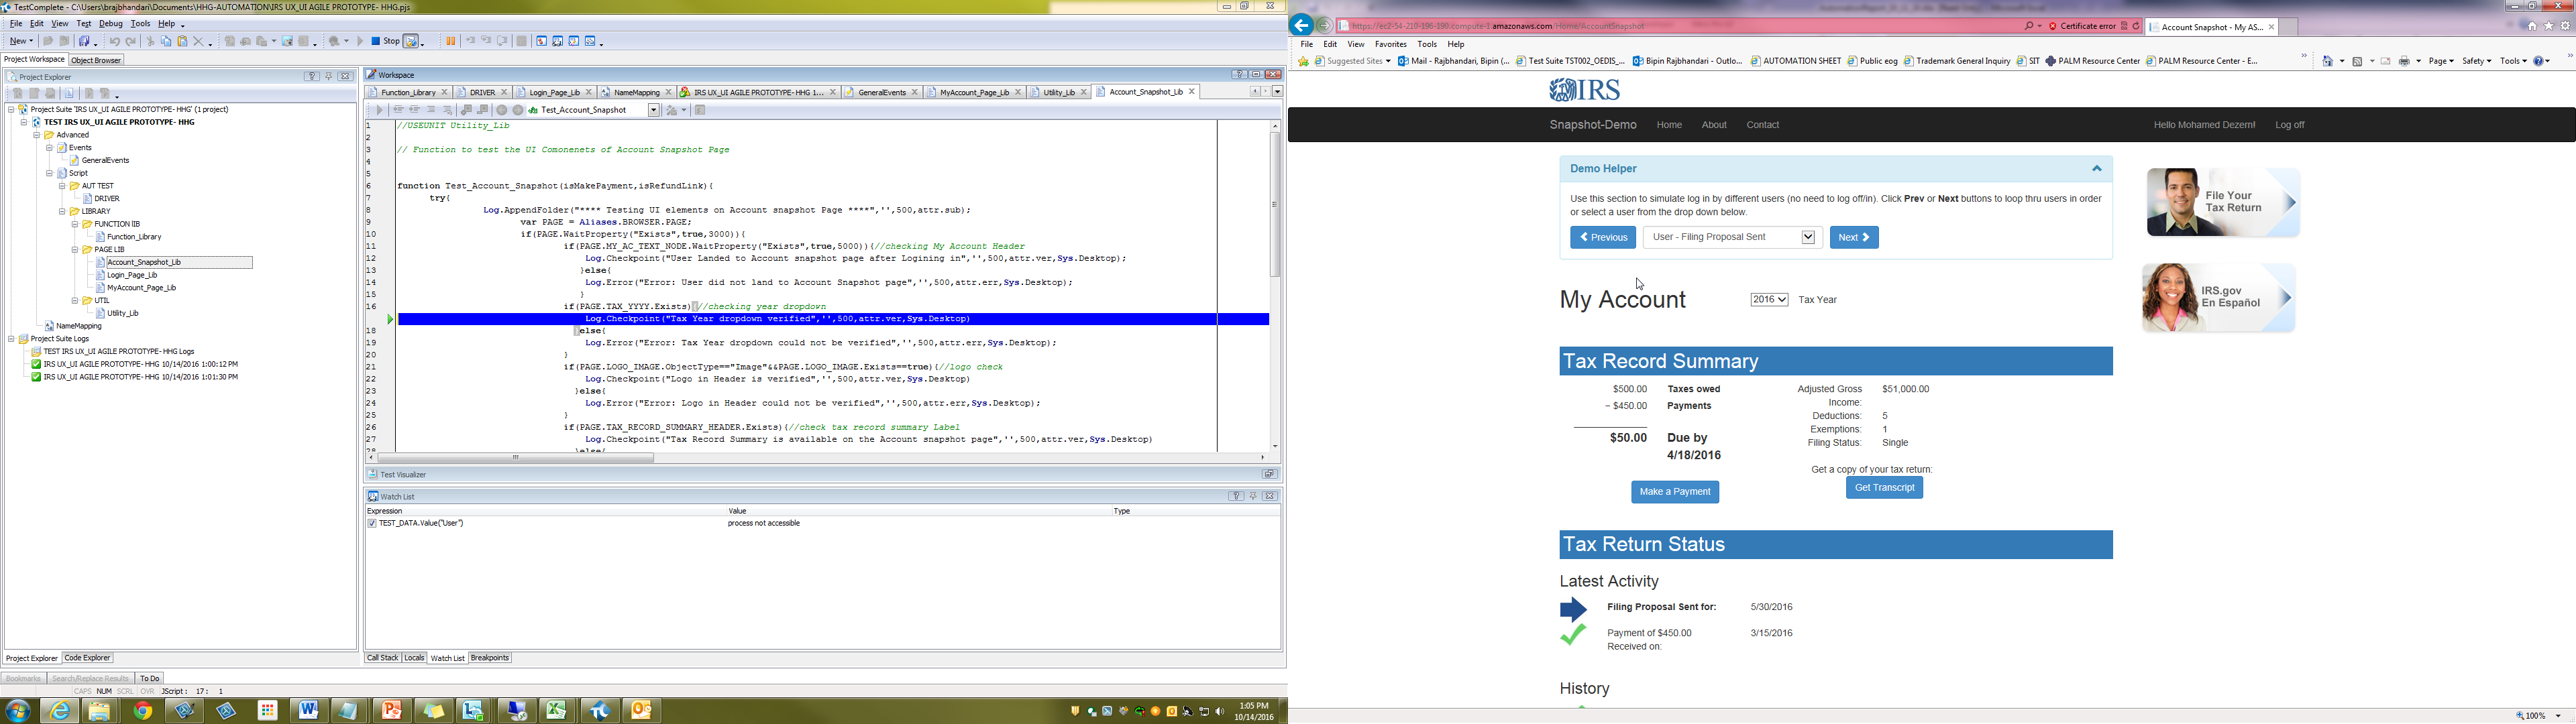 TestComplete - C:\Users\brajbhandari\Documents\HHG-AUTOMATION\IRS UX_UI AGILE PROTOTYPE- HHG.pjs
File Edit View Test Debug Tools Help
New Stop
Project Workspace Object Browser
Project Explorer
Project Suite 'IRS UX_UI AGILE PROTOTYPE-HHG' (1 project)
TEST IRS UX_UI AGILE PROTOTYPE- HHG
Advanced
Events
GeneralEvents
Script
AUT TEST
DRIVER
LIBRARY
FUNCTION lIB
Function_Library
PAGE LIB
Account_Snapshot_Lib
Login_Page_Lib
MyAccount_Page_Lib
UTIL
Utility_Lib
NameMapping
Project Suite Logs
TEST IRS UX_UI AGILE PROTOTYPE- HHG Logs
IRS UX_UI AGILE PROTOTYPE- HHG 10/14/2016 1:00:12 PM
IRS UX_UI AGILE PROTOTYPE- HHG 10/14/2016 1:01:30 PM
Project Explorer Code Explorer
Bookmarks Search/Replace Results To Do
CAPS NUM SCRL OVR JScript : 17 : 1
Workspace
Function_Library DRIVER Login_Page_Lib NameMapping IRS UX_UI AGILE PROTOTYPE- HHG 1... GeneralEvents MyAccount_Page_Lib Utility_Lib Account_Snapshot_Lib
Test_Account_Snapshot
1 //USEUNIT Utility_Lib
2
3 // Function to test the UI Comonenets of Account Snapshot Page
4
5
6 function Test_Account_Snapshot(isMakePayment,isRefundLink){
7 try{
8 Log.AppendFolder("**** Testing UI elements on Account snapshot Page ****",'',500,attr.sub);
9 var PAGE = Aliases.BROWSER.PAGE;
10 if(PAGE.WaitProperty("Exists",true,3000)){
11 if(PAGE.MY_AC_TEXT_NODE.WaitProperty("Exists",true,5000)){//checking My Account Header
12 Log.Checkpoint("User Landed to Account snapshot page after Logining in",'',500,attr.ver,Sys.Desktop);
13 }else{
14 Log.Error("Error: User did not land to Account Snapshot page",'',500,attr.err,Sys.Desktop);
15 }
16 if(PAGE.TAX_YYYY.Exists){//checking year dropdown
Log.Checkpoint("Tax Year dropdown verified",'',500,attr.ver,Sys.Desktop)
18 }else{
19 Log.Error("Error: Tax Year dropdown could not be verified",'',500,attr.err,Sys.Desktop);
20 }
21 if(PAGE.LOGO_IMAGE.ObjectType=="Image"&&PAGE.LOGO_IMAGE.Exists==true){//logo check
22 Log.Checkpoint("Logo in Header is verified",'',500,attr.ver,Sys.Desktop)
23 }else{
24 Log.Error("Error: Logo in Header could not be verified",'',500,attr.err,Sys.Desktop);
25 }
26 if(PAGE.TAX_RECORD_SUMMARY_HEADER.Exists){//check tax record summary Label
27 Log.Checkpoint("Tax Record Summary is available on the Account snapshot page",'',500,attr.ver,Sys.Desktop)
28 }else{
Test Visualizer
Watch List
Expression Value Type
TEST_DATA.Value("User") process not accessible
Call Stack Locals Watch List Breakpoints
1:05 PM
10/14/2016
https://ec2-54-210-196-190.compute-1.amazonaws.com/Home/AccountSnapshot Certificate error Account Snapshot - My AS...
File Edit View Favorites Tools Help
Suggested Sites Mail - Rajbhandari, Bipin (... Test Suite TST002_OEDIS_... Bipin Rajbhandari - Outlo... AUTOMATION SHEET Public eog Trademark General Inquiry SIT PALM Resource Center PALM Resource Center - E... Page Safety Tools
IRS
Snapshot-Demo Home About Contact Hello Mohamed Dezern! Log off
Demo Helper
Use this section to simulate log in by different users (no need to log off/in). Click Prev or Next buttons to loop thru users in order
or select a user from the drop down below.
Previous User - Filing Proposal Sent Next
File Your
Tax Return
IRS.gov
En Español
My Account 2016 Tax Year
Tax Record Summary
$500.00 Taxes owed
− $450.00 Payments
$50.00 Due by
4/18/2016
Make a Payment
Adjusted Gross $51,000.00
Income:
Deductions: 5
Exemptions: 1
Filing Status: Single
Get a copy of your tax return:
Get Transcript
Tax Return Status
Latest Activity
Filing Proposal Sent for: 5/30/2016
Payment of $450.00 3/15/2016
Received on:
History
100%